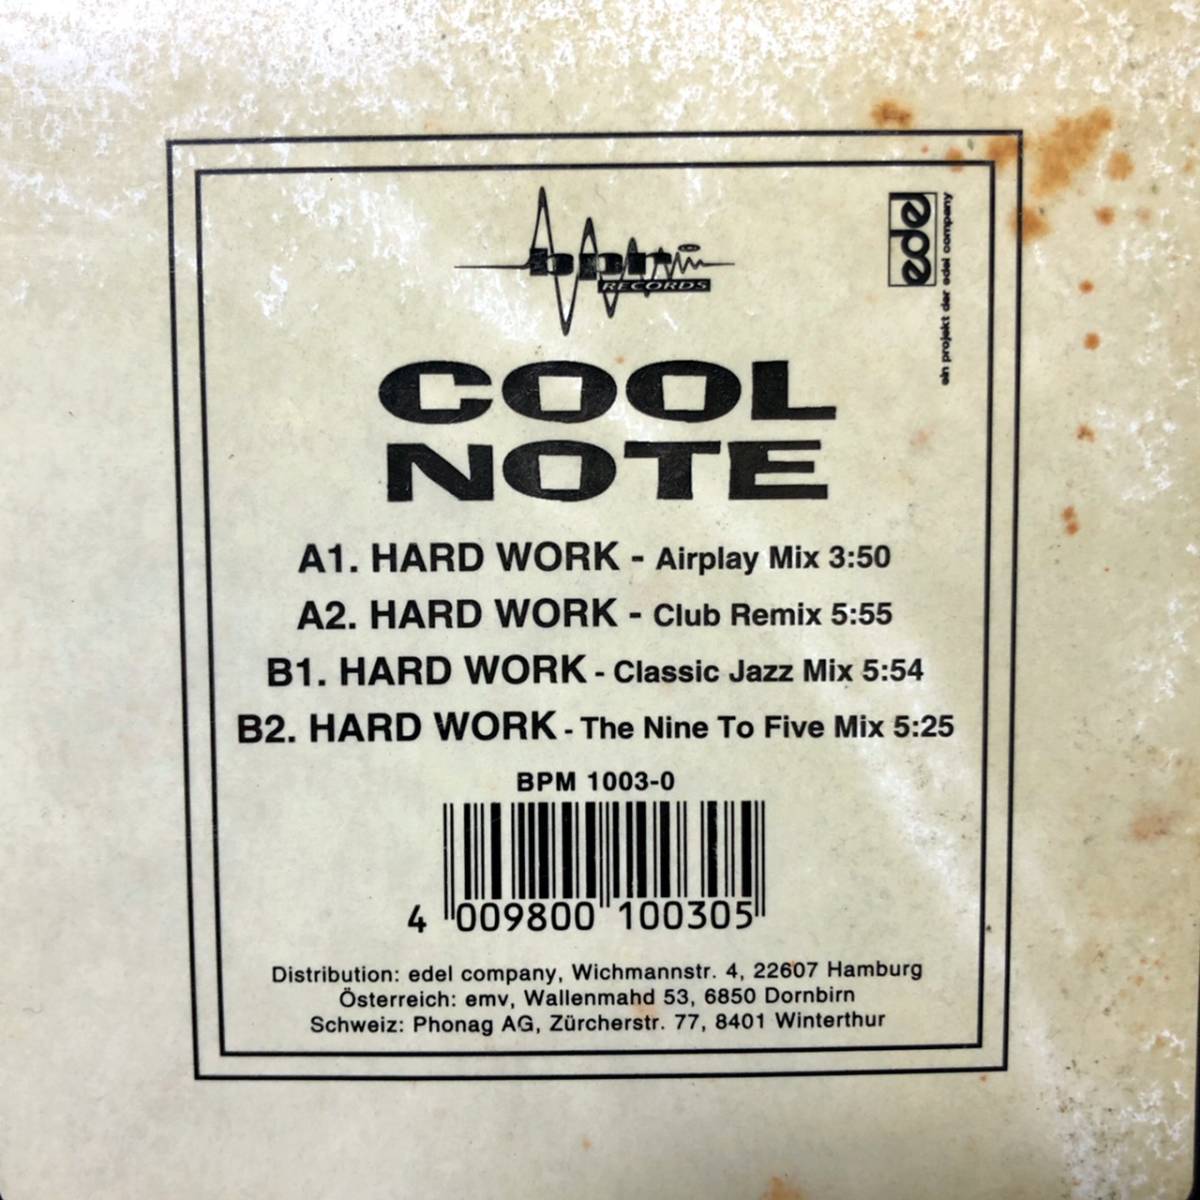 bpm
RECORDS
edel
ein projekt der edel company
COOL
NOTE
A1. HARD WORK - Airplay Mix 3:50
A2. HARD WORK - Club Remix 5:55
B1. HARD WORK - Classic Jazz Mix 5:54
B2. HARD WORK - The Nine To Five Mix 5:25
BPM 1003-0
4 009800 100305
Distribution: edel company, Wichmannstr. 4, 22607 Hamburg
Österreich: emv, Wallenmahd 53, 6850 Dornbirn
Schweiz: Phonag AG, Zürcherstr. 77, 8401 Winterthur